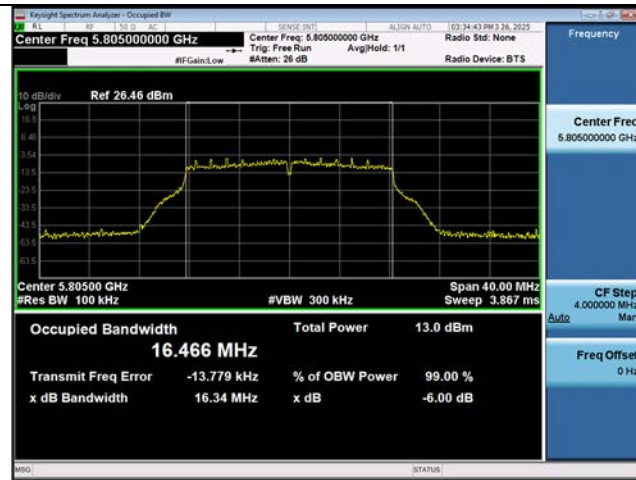 Keysight Spectrum Analyzer - Occupied BW
RL RF 50 Ω AC SENSE:INT ALIGN AUTO 03:34:43 PM 3 26, 2025
Center Freq 5.805000000 GHz
Center Freq: 5.805000000 GHz
Radio Std: None
Trig: Free Run Avg|Hold: 1/1
#IFGain:Low #Atten: 26 dB Radio Device: BTS
10 dB/div Ref 26.46 dBm
Log
16.5
6.46
-3.54
-13.5
-23.5
-33.5
-43.5
-53.5
-63.5
Center 5.80500 GHz Span 40.00 MHz
#Res BW 100 kHz #VBW 300 kHz Sweep 3.867 ms
Occupied Bandwidth Total Power 13.0 dBm
16.466 MHz
Transmit Freq Error -13.779 kHz % of OBW Power 99.00 %
x dB Bandwidth 16.34 MHz x dB -6.00 dB
MSG STATUS
Frequency
Center Freq
5.805000000 GHz
CF Step
4.000000 MHz
Auto Man
Freq Offset
0 Hz